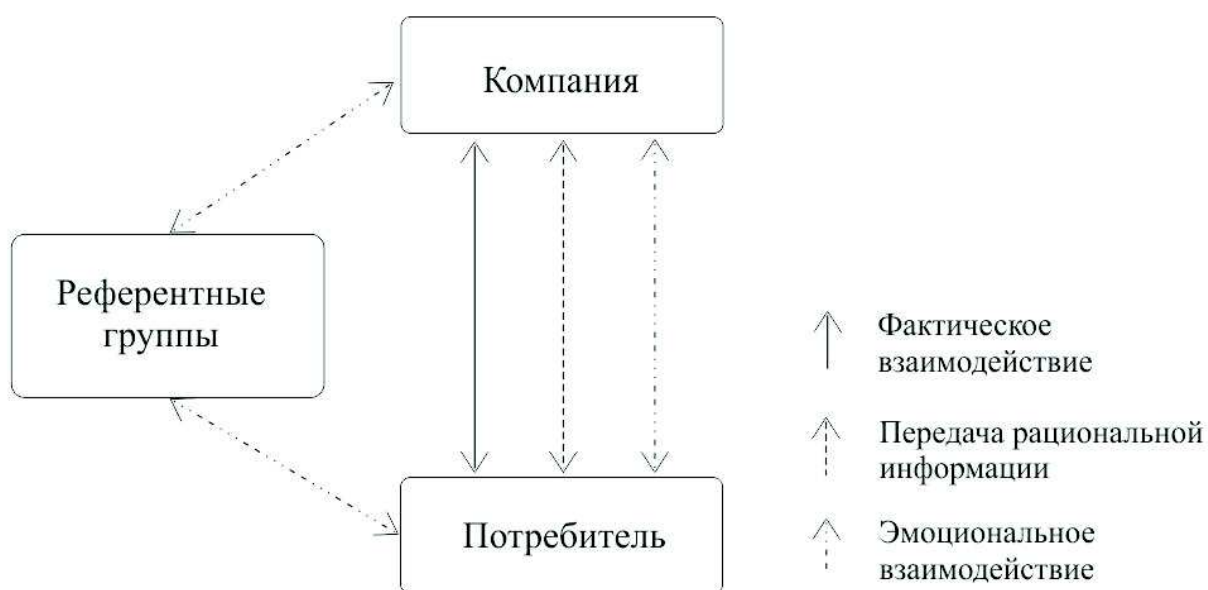 Компания
Референтные
группы
Потребитель
Фактическое
взаимодействие
Передача рациональной
информации
Эмоциональное
взаимодействие